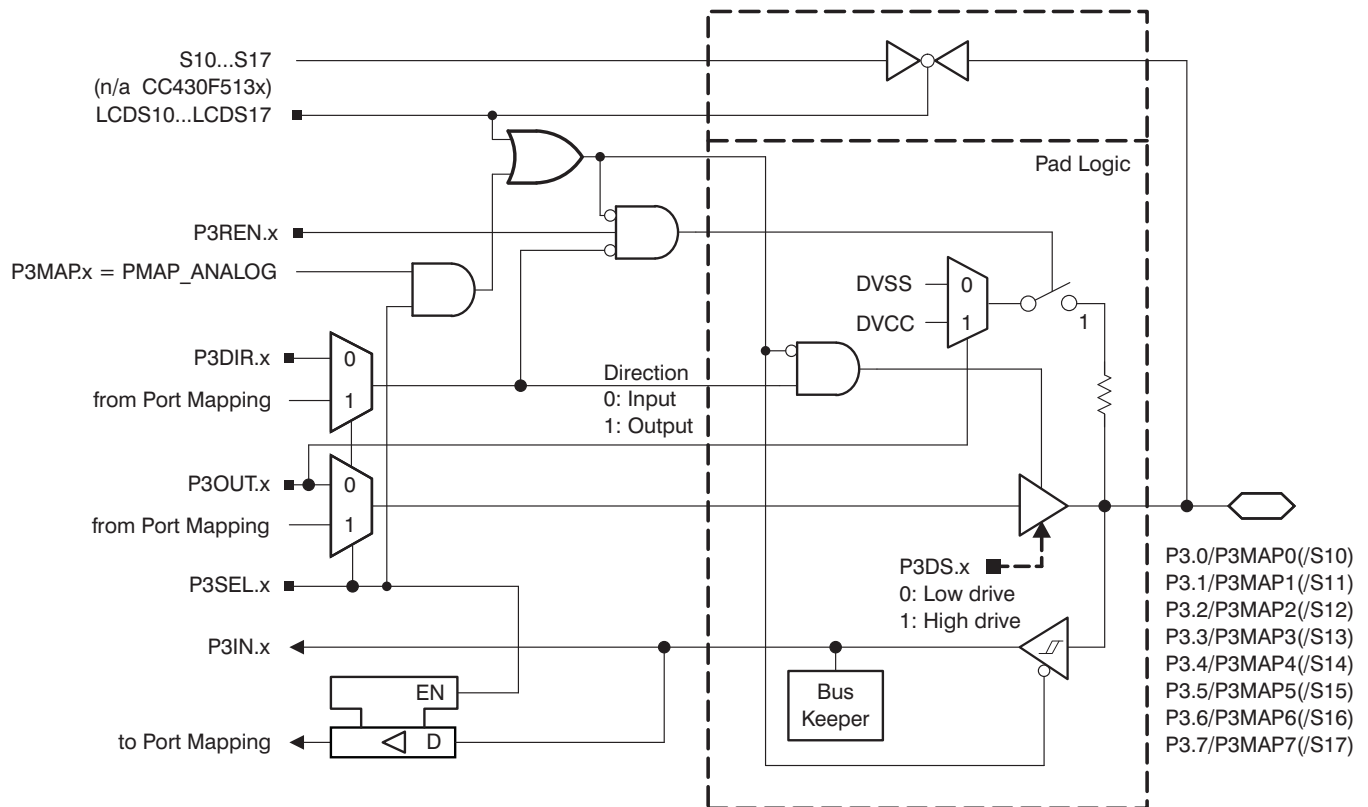 S10...S17
(n/a CC430F513x)
LCDS10...LCDS17
Pad Logic
P3REN.x
P3MAP.x = PMAP_ANALOG
DVSS
0
DVCC
1
1
P3DIR.x
0
from Port Mapping
1
Direction
0: Input
1: Output
P3OUT.x
0
from Port Mapping
1
P3SEL.x
P3DS.x
0: Low drive
1: High drive
P3IN.x
EN
D
to Port Mapping
Bus
Keeper
P3.0/P3MAP0(/S10)
P3.1/P3MAP1(/S11)
P3.2/P3MAP2(/S12)
P3.3/P3MAP3(/S13)
P3.4/P3MAP4(/S14)
P3.5/P3MAP5(/S15)
P3.6/P3MAP6(/S16)
P3.7/P3MAP7(/S17)